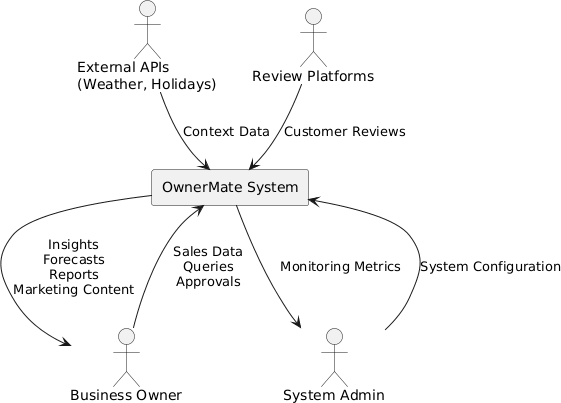 External APIs
(Weather, Holidays)
Review Platforms
Context Data
Customer Reviews
OwnerMate System
Insights
Forecasts
Reports
Marketing Content
Sales Data
Queries
Approvals
Monitoring Metrics
System Configuration
Business Owner
System Admin